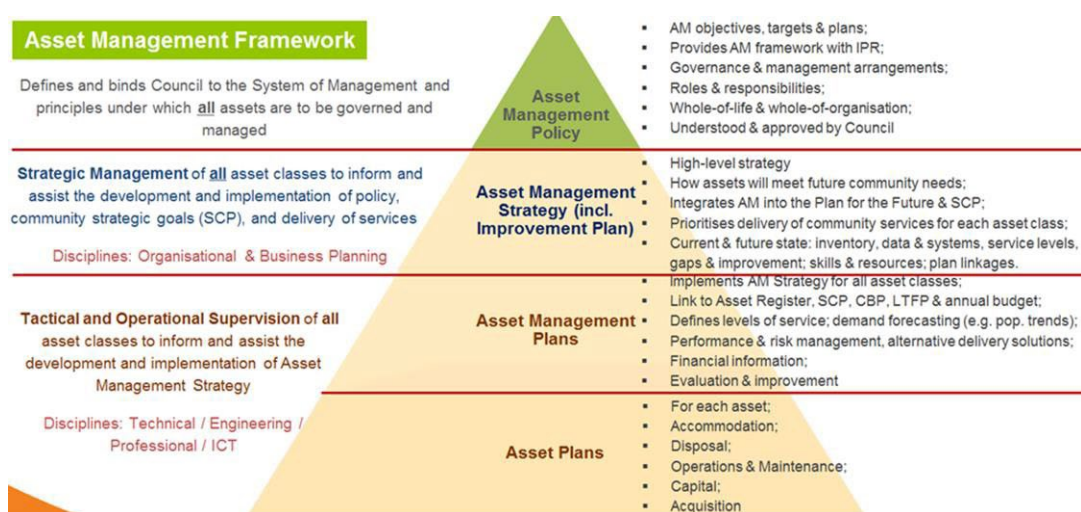 Asset Management Framework
Defines and binds Council to the System of Management and
principles under which all assets are to be governed and
managed
Asset
Management
Policy
▪ AM objectives, targets & plans;
▪ Provides AM framework with IPR;
▪ Governance & management arrangements;
▪ Roles & responsibilities;
▪ Whole-of-life & whole-of-organisation;
▪ Understood & approved by Council
Strategic Management of all asset classes to inform and
assist the development and implementation of policy,
community strategic goals (SCP), and delivery of services
Disciplines: Organisational & Business Planning
Asset Management
Strategy (incl.
Improvement Plan)
▪ High-level strategy
▪ How assets will meet future community needs;
▪ Integrates AM into the Plan for the Future & SCP;
▪ Prioritises delivery of community services for each asset class;
▪ Current & future state: inventory, data & systems, service levels,
gaps & improvement; skills & resources; plan linkages.
Tactical and Operational Supervision of all
asset classes to inform and assist the
development and implementation of Asset
Management Strategy
Disciplines: Technical / Engineering /
Professional / ICT
Asset Management
Plans
▪ Implements AM Strategy for all asset classes;
▪ Link to Asset Register, SCP, CBP, LTFP & annual budget;
▪ Defines levels of service; demand forecasting (e.g. pop. trends);
▪ Performance & risk management, alternative delivery solutions;
▪ Financial information;
▪ Evaluation & improvement
Asset Plans
▪ For each asset;
▪ Accommodation;
▪ Disposal;
▪ Operations & Maintenance;
▪ Capital;
▪ Acquisition